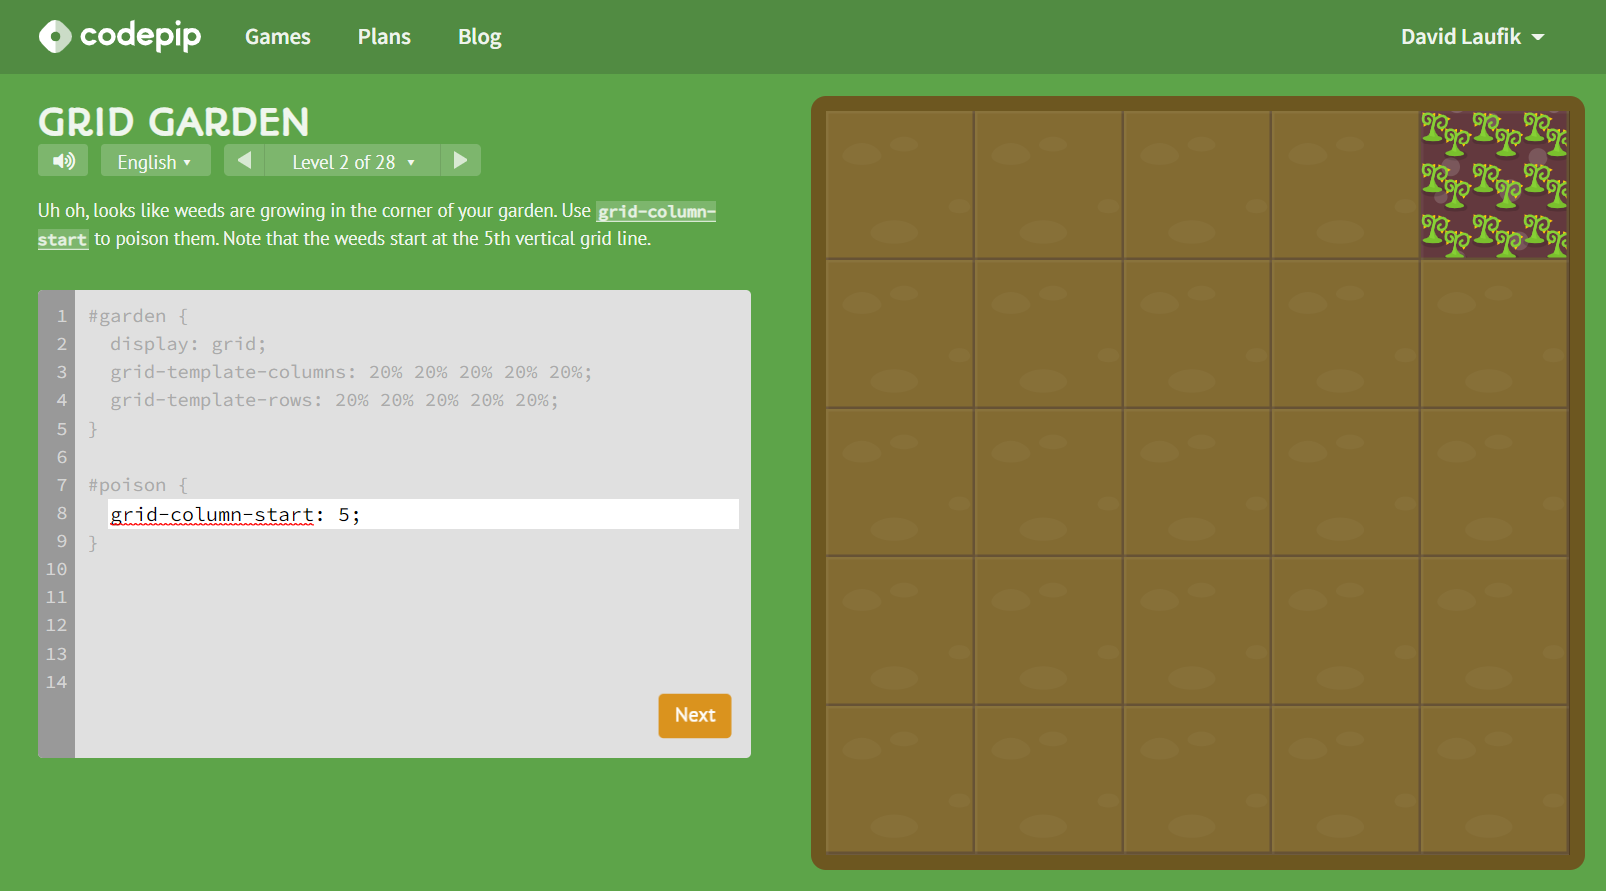 codepip Games Plans Blog David Laufik
GRID GARDEN
English Level 2 of 28
Uh oh, looks like weeds are growing in the corner of your garden. Use grid-column-
start to poison them. Note that the weeds start at the 5th vertical grid line.
1 #garden {
2 display: grid;
3 grid-template-columns: 20% 20% 20% 20% 20%;
4 grid-template-rows: 20% 20% 20% 20% 20%;
5 }
6
7 #poison {
8 grid-column-start: 5;
9 }
10
11
12
13
14
Next